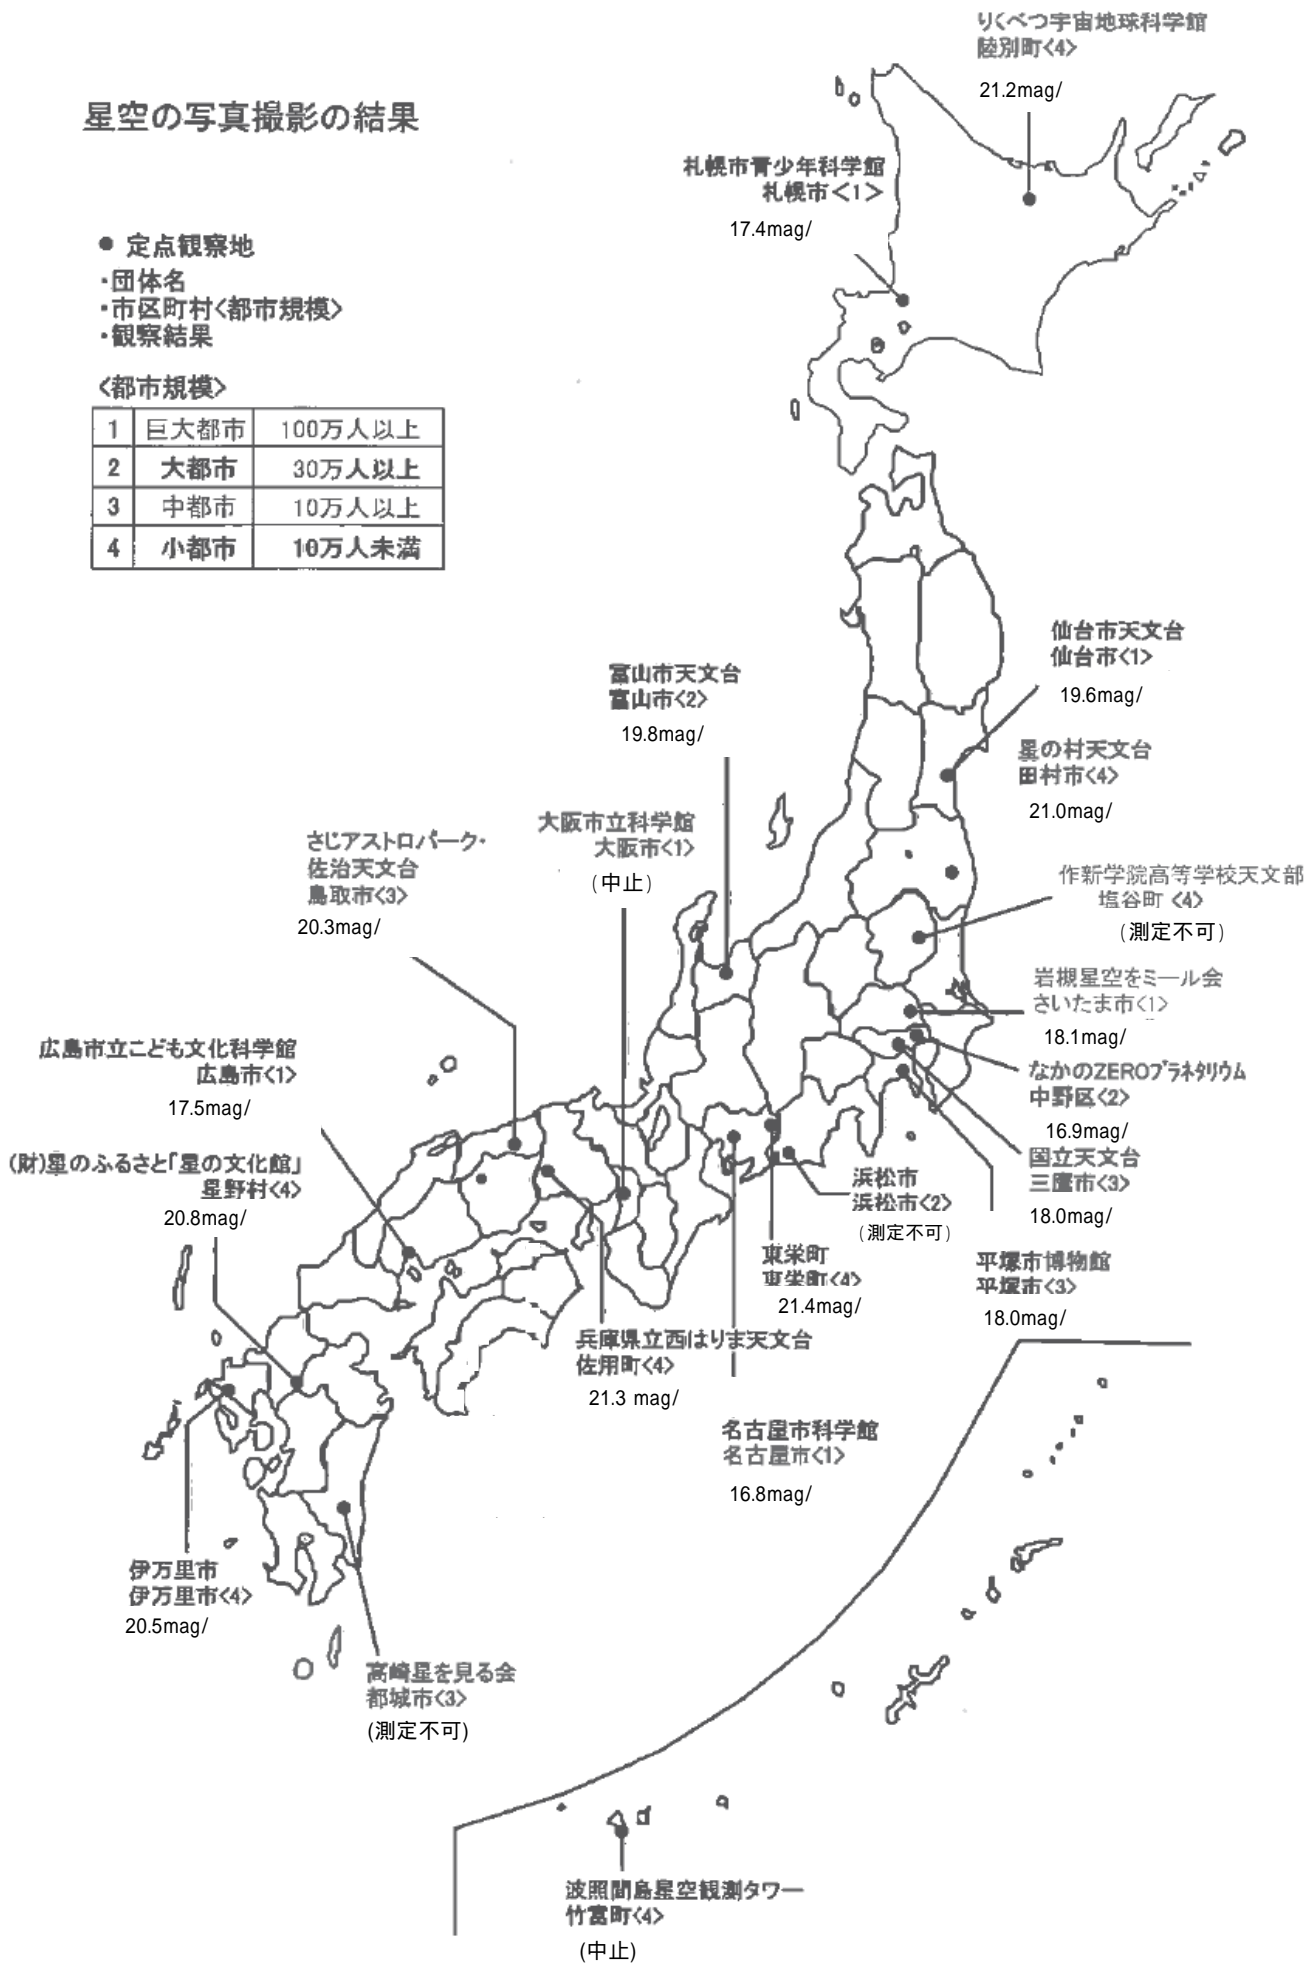 りくべつ宇宙地球科学館
陸別町<4>
21.2mag/
星空の写真撮影の結果
札幌市青少年科学館
札幌市<1>
17.4mag/
● 定点観察地
・団体名
・市区町村<都市規模>
・観察結果
<都市規模>
1 巨大都市 100万人以上
2 大都市 30万人以上
3 中都市 10万人以上
4 小都市 10万人未満
仙台市天文台
仙台市<1>
19.6mag/
富山市天文台
富山市<2>
19.8mag/
星の村天文台
田村市<4>
21.0mag/
大阪市立科学館
大阪市<1>
(中止)
さじアストロパーク・
佐治天文台
鳥取市<3>
20.3mag/
作新学院高等学校天文部
塩谷町 <4>
(測定不可)
岩槻星空をミール会
さいたま市<1>
18.1mag/
広島市立こども文化科学館
広島市<1>
17.5mag/
なかのZEROプラネタリウム
中野区<2>
16.9mag/
(財)星のふるさと「星の文化館」
星野村<4>
20.8mag/
国立天文台
三鷹市<3>
18.0mag/
浜松市
浜松市<2>
(測定不可)
東栄町
東栄町<4>
21.4mag/
平塚市博物館
平塚市<3>
18.0mag/
兵庫県立西はりま天文台
佐用町<4>
21.3 mag/
名古屋市科学館
名古屋市<1>
16.8mag/
伊万里市
伊万里市<4>
20.5mag/
高崎星を見る会
都城市<3>
(測定不可)
波照間島星空観測タワー
竹富町<4>
(中止)